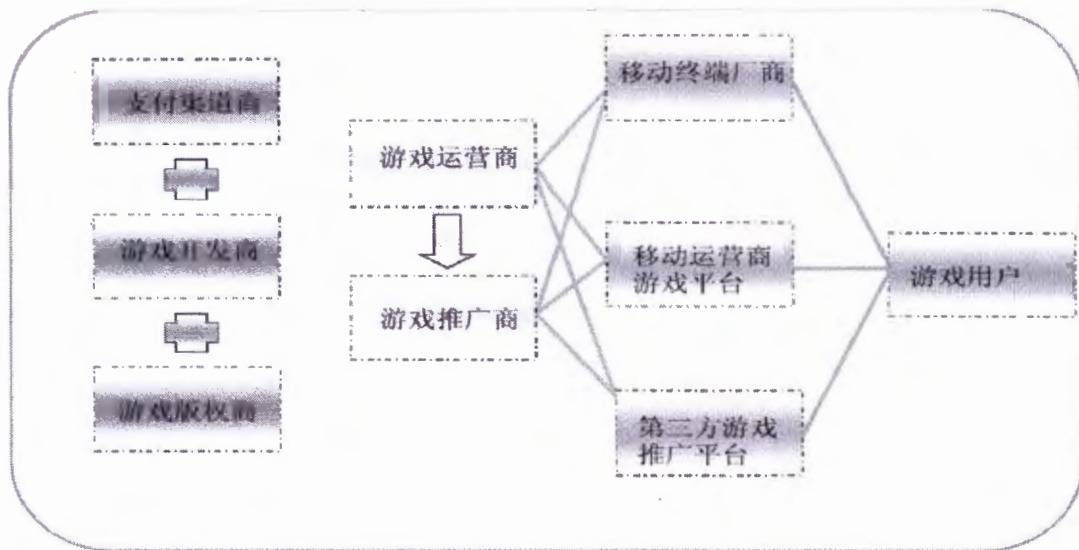 支付渠道商
游戏开发商
游戏版权商
游戏运营商
游戏推广商
移动终端厂商
移动运营商
游戏平台
第三方游戏
推广平台
游戏用户